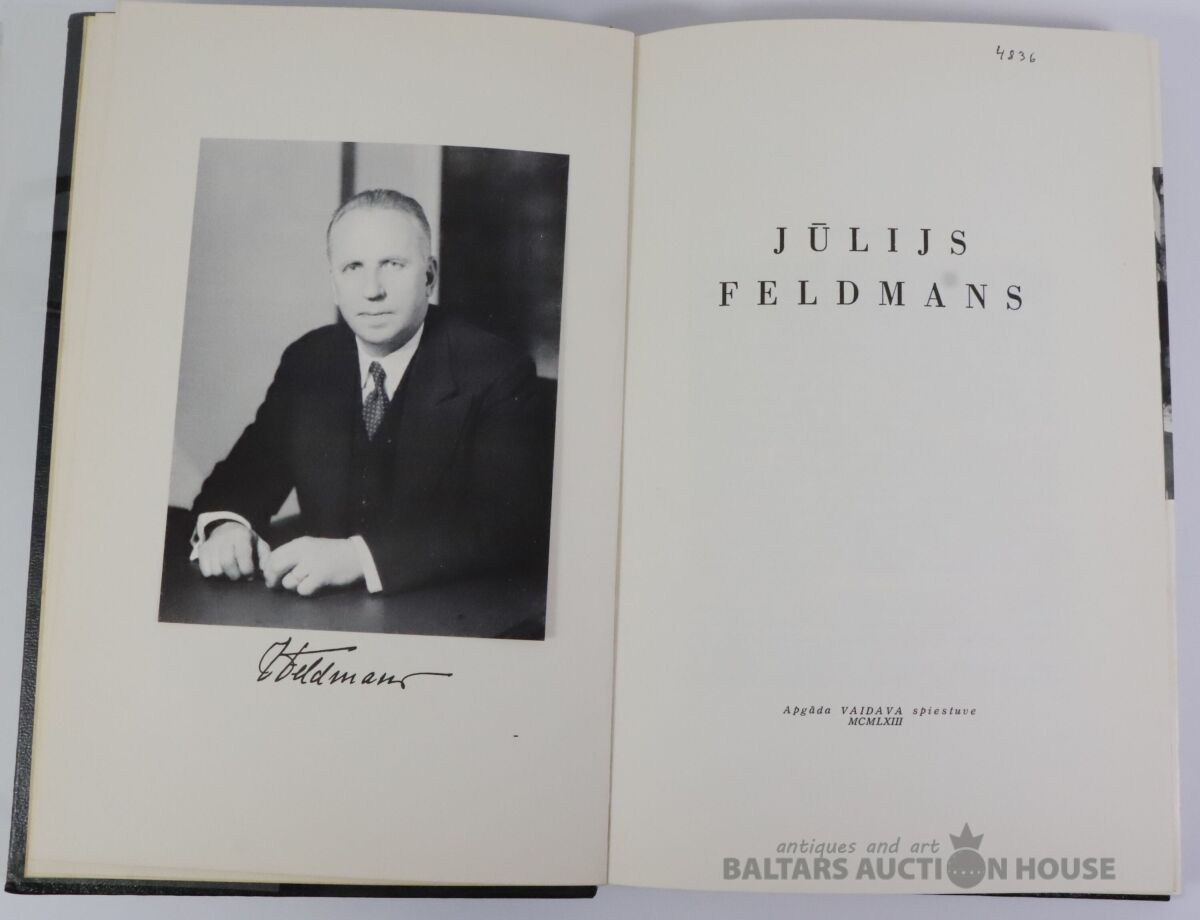 J Feldmans
4836
JŪLIJS
FELDMANS
Apgāda VAIDAVA spiestuve
MCMLXIII
antiques and art
BALTARS AUCTION HOUSE